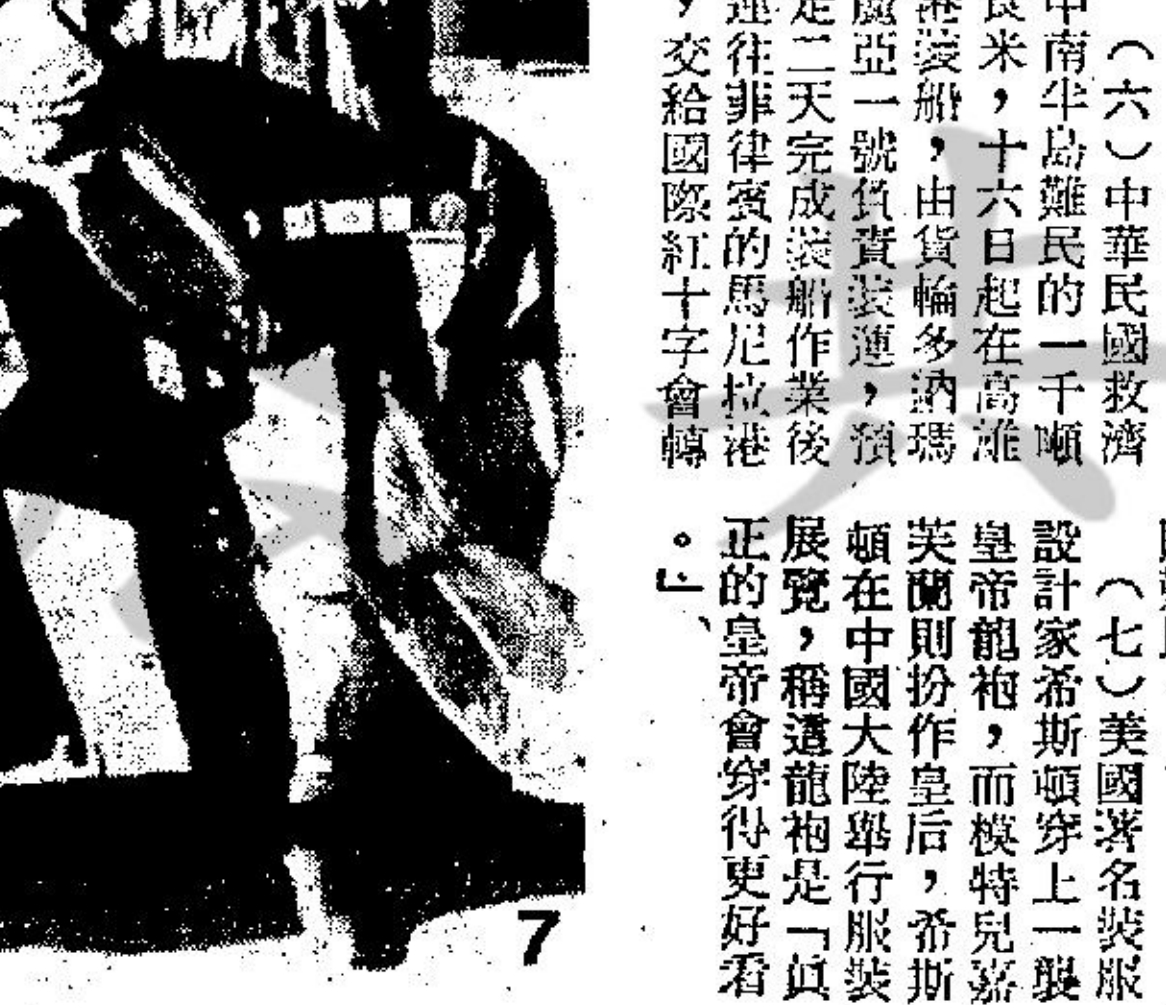 （六）中華民國救濟
中南半島難民的一千噸
食米，十六日起在高雄
港裝船，由貨輪多納瑪
盧亞一號負責裝運，預
定二天完成裝船作業後
運往菲律賓的馬尼拉港
，交給國際紅十字會轉
（七）美國著名裝服
設計家希斯頓穿上一襲
皇帝龍袍，而模特兒嘉
芙蘭則扮作皇后，希斯
頓在中國大陸舉行服裝
展覽，稱這龍袍是「真
正的皇帝會穿得更好看
。」
7